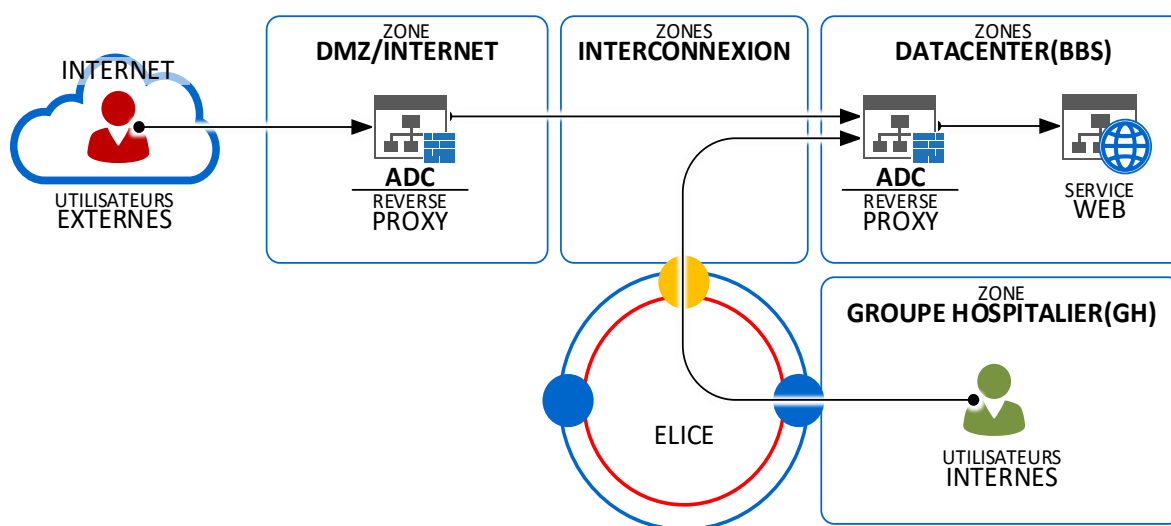 INTERNET
UTILISATEURS
EXTERNES
ZONE
DMZ/INTERNET
ADC
REVERSE
PROXY
ZONES
INTERCONNEXION
ZONES
DATACENTER(BBS)
ADC
REVERSE
PROXY
SERVICE
WEB
ELICE
ZONE
GROUPE HOSPITALIER(GH)
UTILISATEURS
INTERNES